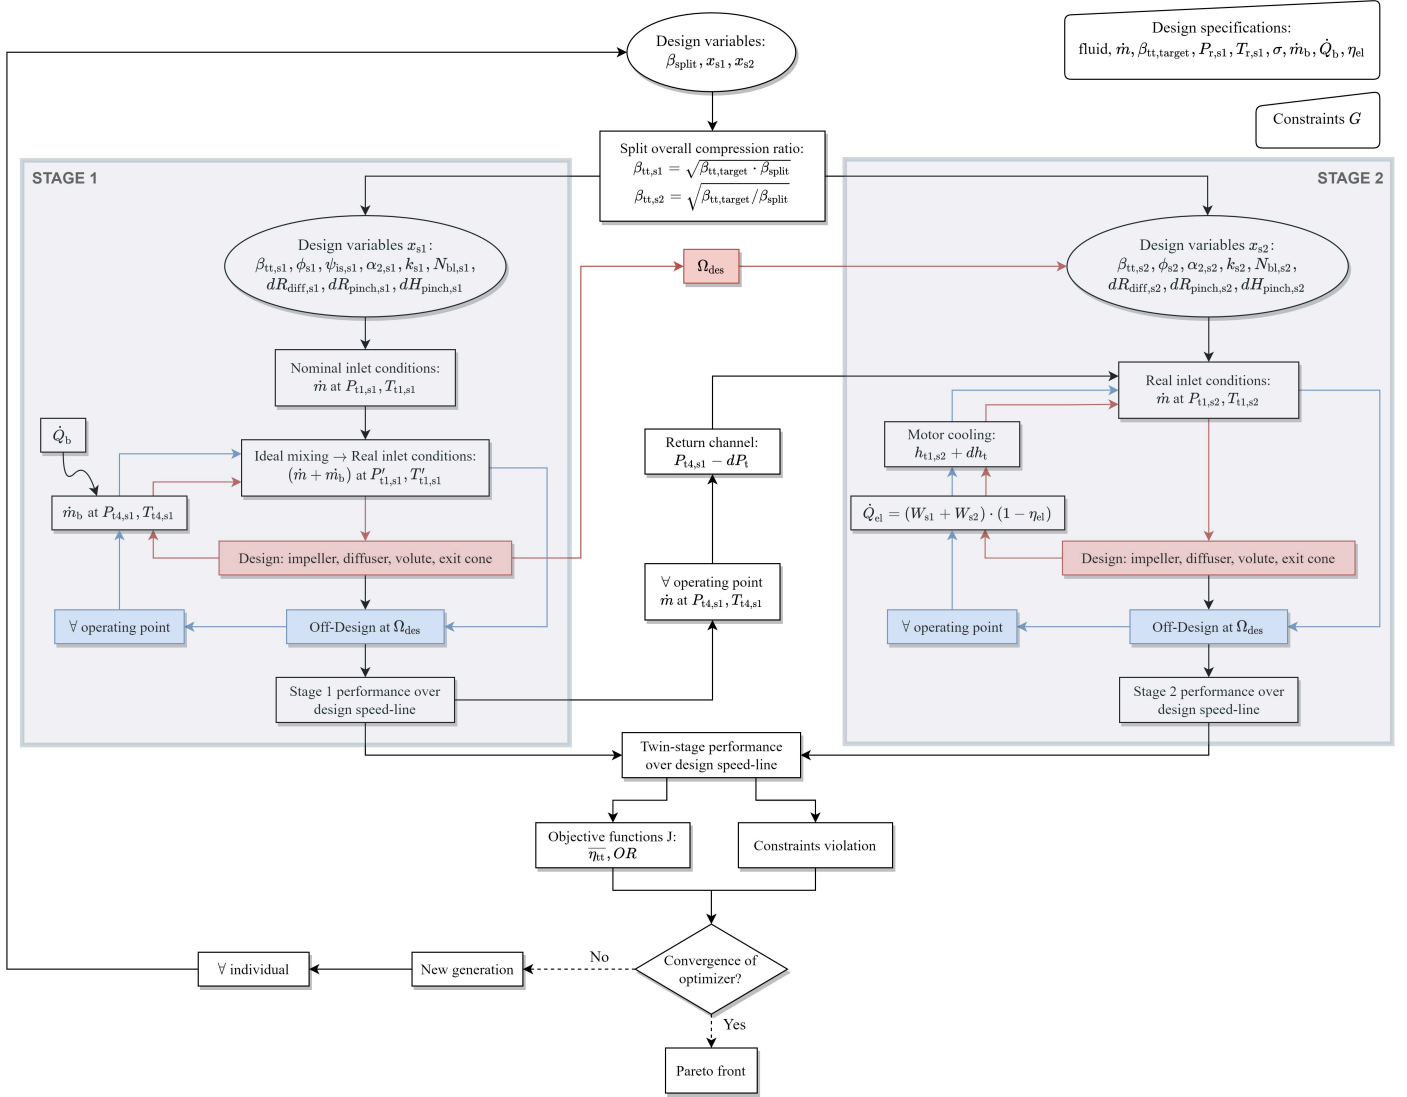 Design variables:
β_split, x_s1, x_s2
Design specifications:
fluid, ṁ, β_tt,target, P_r,s1, T_r,s1, σ, ṁ_b, Q̇_b, η_el
Constraints G
Split overall compression ratio:
β_tt,s1 = √(β_tt,target · β_split)
β_tt,s2 = √(β_tt,target/β_split)
STAGE 1
Design variables x_s1:
β_tt,s1, ϕ_s1, ψ_is,s1, α_2,s1, k_s1, N_bl,s1,
dR_diff,s1, dR_pinch,s1, dH_pinch,s1
Nominal inlet conditions:
ṁ at P_t1,s1, T_t1,s1
Q̇_b
Ideal mixing → Real inlet conditions:
(ṁ + ṁ_b) at P′_t1,s1, T′_t1,s1
ṁ_b at P_t4,s1, T_t4,s1
Design: impeller, diffuser, volute, exit cone
∀ operating point
Off-Design at Ω_des
Stage 1 performance over
design speed-line
Ω_des
Return channel:
P_t4,s1 − dP_t
∀ operating point
ṁ at P_t4,s1, T_t4,s1
STAGE 2
Design variables x_s2:
β_tt,s2, ϕ_s2, α_2,s2, k_s2, N_bl,s2,
dR_diff,s2, dR_pinch,s2, dH_pinch,s2
Real inlet conditions:
ṁ at P_t1,s2, T_t1,s2
Motor cooling:
h_t1,s2 + dh_t
Q̇_el = (W_s1 + W_s2) · (1 − η_el)
Design: impeller, diffuser, volute, exit cone
∀ operating point
Off-Design at Ω_des
Stage 2 performance over
design speed-line
Twin-stage performance
over design speed-line
Objective functions J:
η̅_tt, OR
Constraints violation
Convergence of
optimizer?
No
New generation
∀ individual
Yes
Pareto front